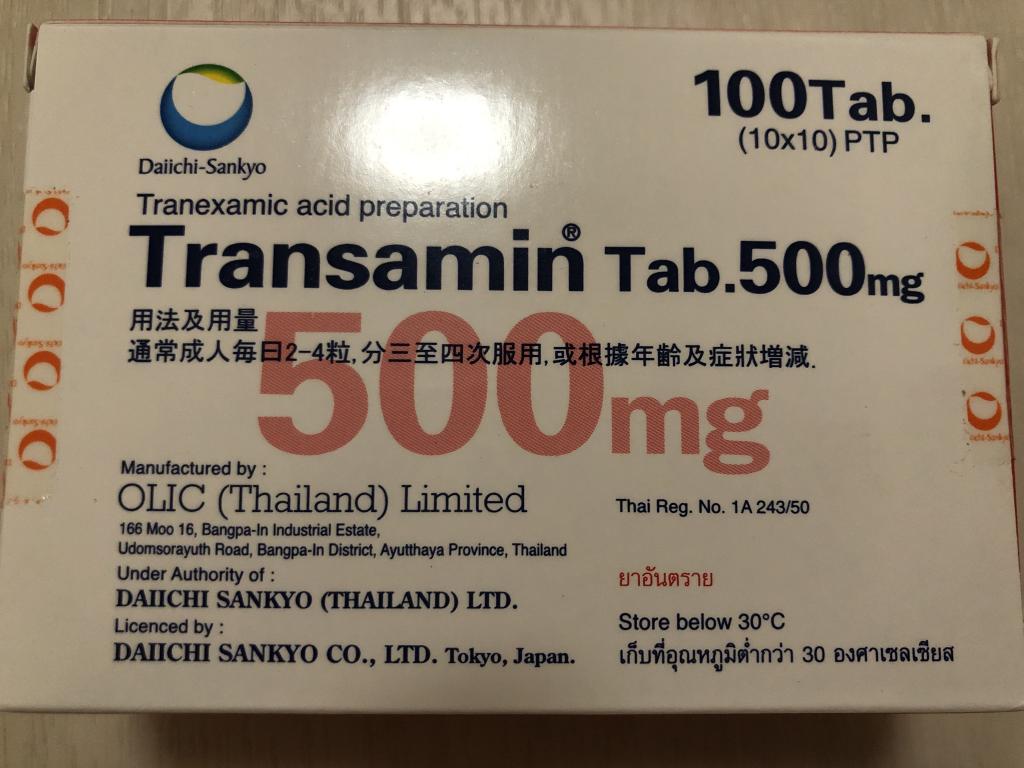 100Tab.
(10x10) PTP
Daiichi-Sankyo
Tranexamic acid preparation
Transamin® Tab.500mg
用法及用量
通常成人每日2-4粒,分三至四次服用,或根據年齡及症狀增減.
500mg
Manufactured by :
OLIC (Thailand) Limited
166 Moo 16, Bangpa-In Industrial Estate,
Udomsorayuth Road, Bangpa-In District, Ayutthaya Province, Thailand
Thai Reg. No. 1A 243/50
Under Authority of :
DAIICHI SANKYO (THAILAND) LTD.
ยาอันตราย
Licenced by :
DAIICHI SANKYO CO., LTD. Tokyo, Japan.
Store below 30°C
เก็บที่อุณหภูมิต่ำกว่า 30 องศาเซลเซียส